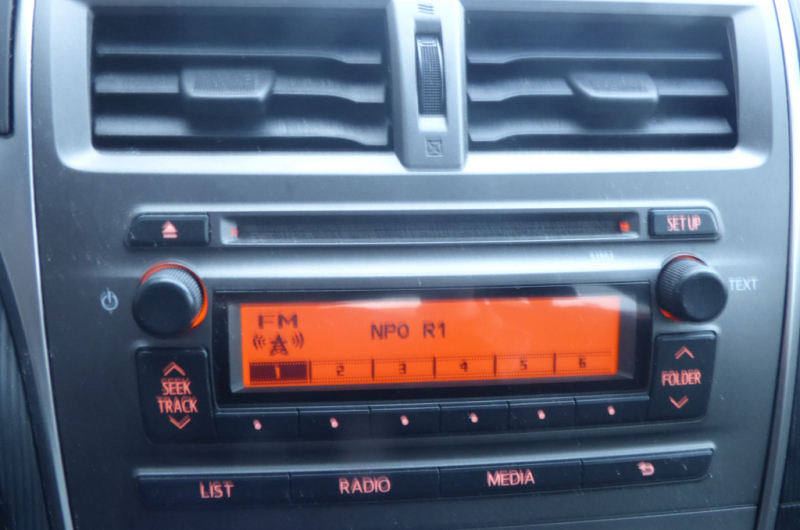 SET UP
TEXT
FM
NPO R1
1 2 3 4 5 6
SEEK
TRACK
FOLDER
LIST
RADIO
MEDIA